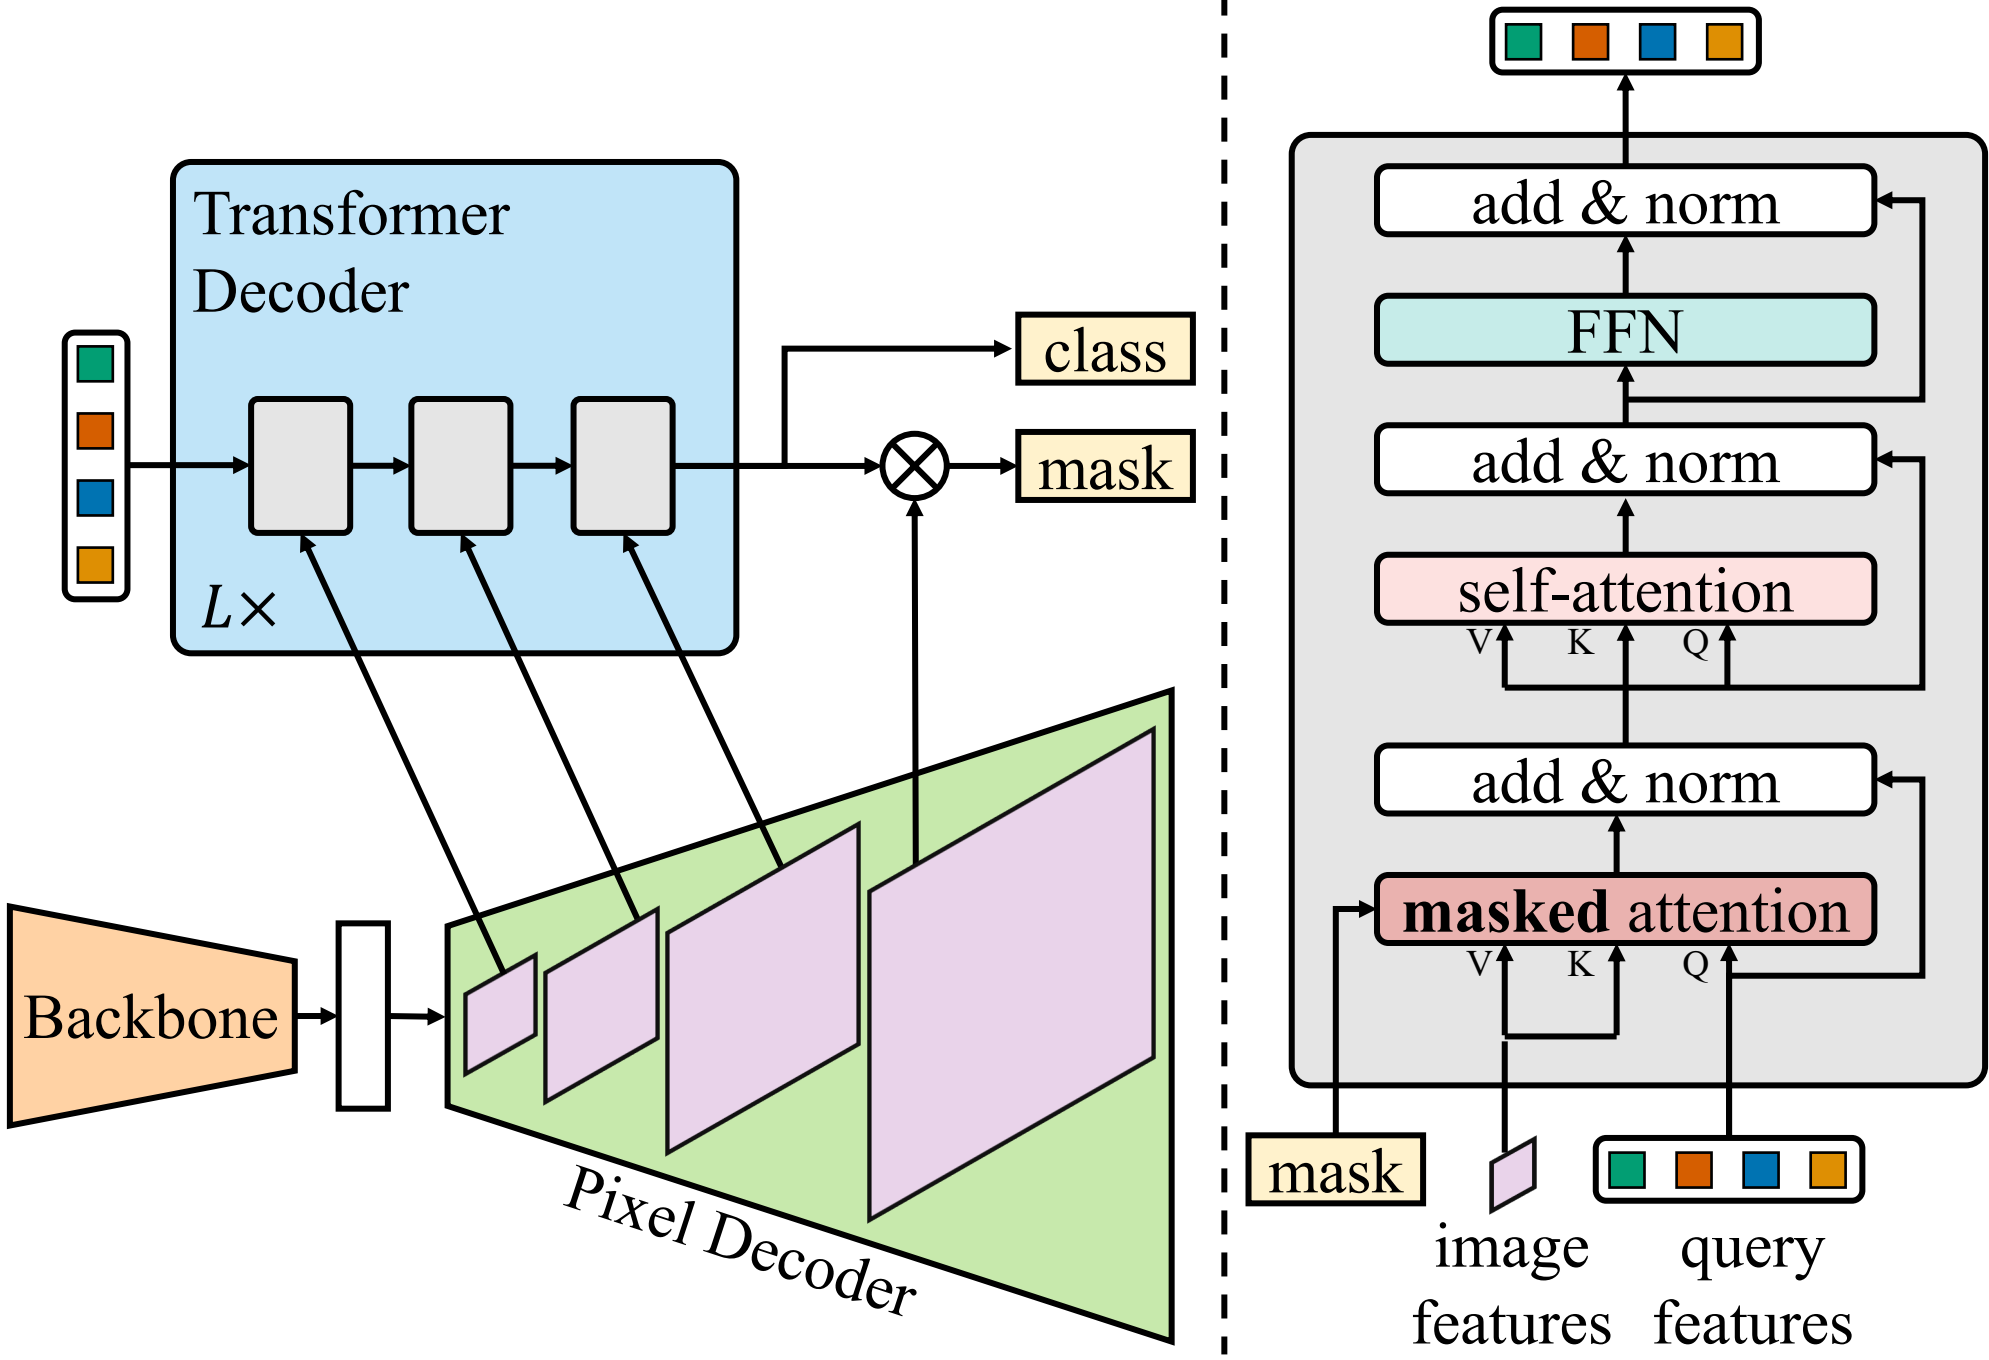 Transformer
Decoder
L×
class
mask
Backbone
Pixel Decoder
add & norm
FFN
add & norm
self-attention
V K Q
add & norm
masked attention
V K Q
mask
image
features
query
features